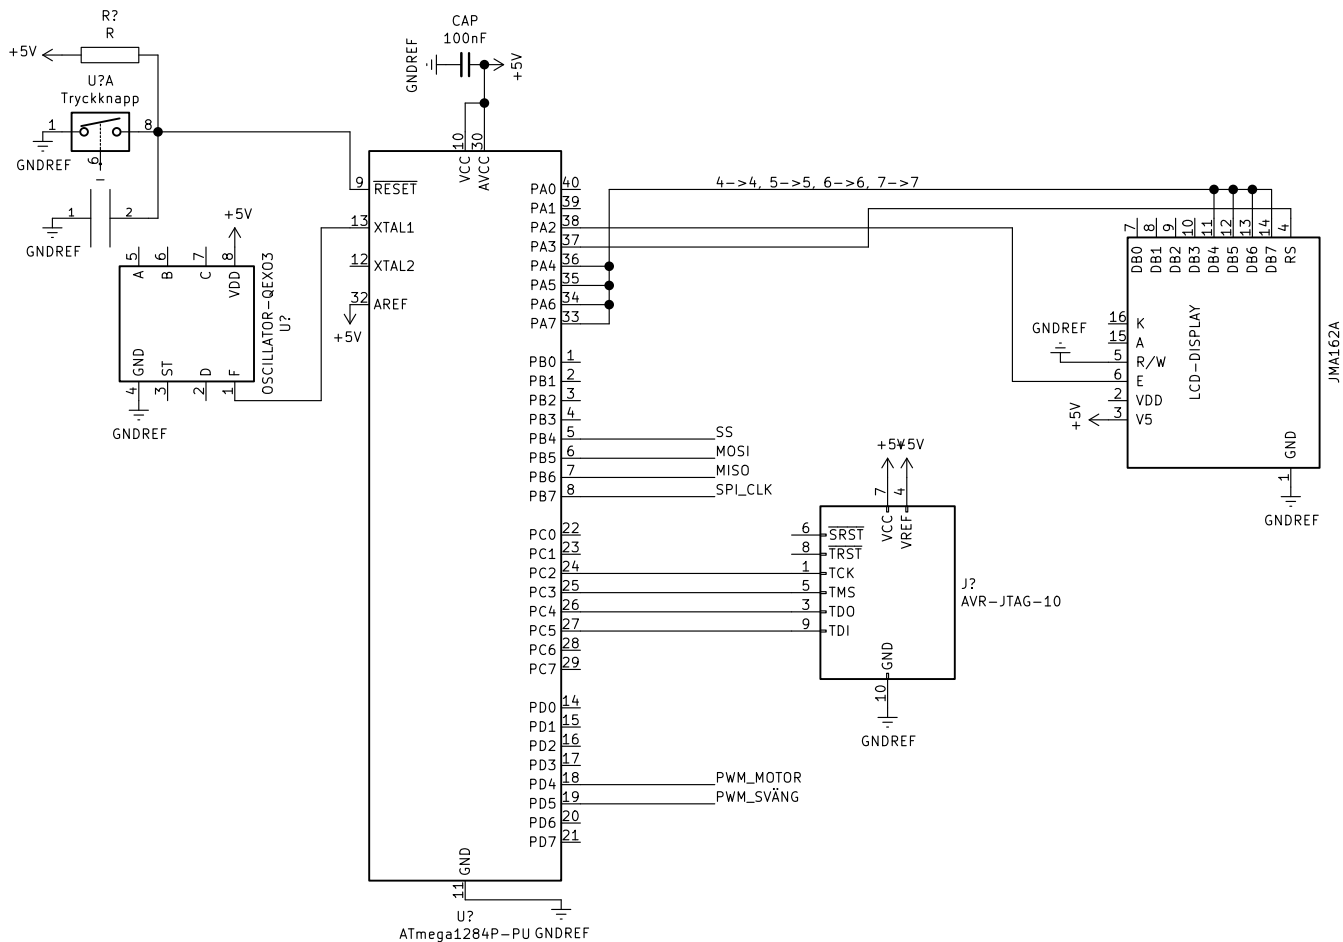 R?
R
+5V
U?A
Tryckknapp
1
8
6
GNDREF
1
2
GNDREF
CAP
100nF
GNDREF
+5V
10
VCC
30
AVCC
9
RESET
13
XTAL1
12
XTAL2
32
AREF
+5V
PA0
40
PA1
39
PA2
38
PA3
37
PA4
36
PA5
35
PA6
34
PA7
33
PB0
1
PB1
2
PB2
3
PB3
4
PB4
5
SS
PB5
6
MOSI
PB6
7
MISO
PB7
8
SPI_CLK
PC0
22
PC1
23
PC2
24
PC3
25
PC4
26
PC5
27
PC6
28
PC7
29
PD0
14
PD1
15
PD2
16
PD3
17
PD4
18
PWM_MOTOR
PD5
19
PWM_SVÄNG
PD6
20
PD7
21
GND
11
U?
ATmega1284P-PU
GNDREF
+5V
5
6
7
8
A
B
C
VDD
OSCILLATOR-QEXO3
U?
GND
ST
D
F
4
3
2
1
GNDREF
4->4, 5->5, 6->6, 7->7
7
8
9
10
11
12
13
14
4
DB0
DB1
DB2
DB3
DB4
DB5
DB6
DB7
RS
GNDREF
16
K
15
A
5
R/W
6
E
2
VDD
3
V5
+5V
LCD-DISPLAY
JMA162A
GND
1
GNDREF
+5V
+5V
7
4
VCC
VREF
6
SRST
8
TRST
1
TCK
5
TMS
3
TDO
9
TDI
J?
AVR-JTAG-10
GND
10
GNDREF